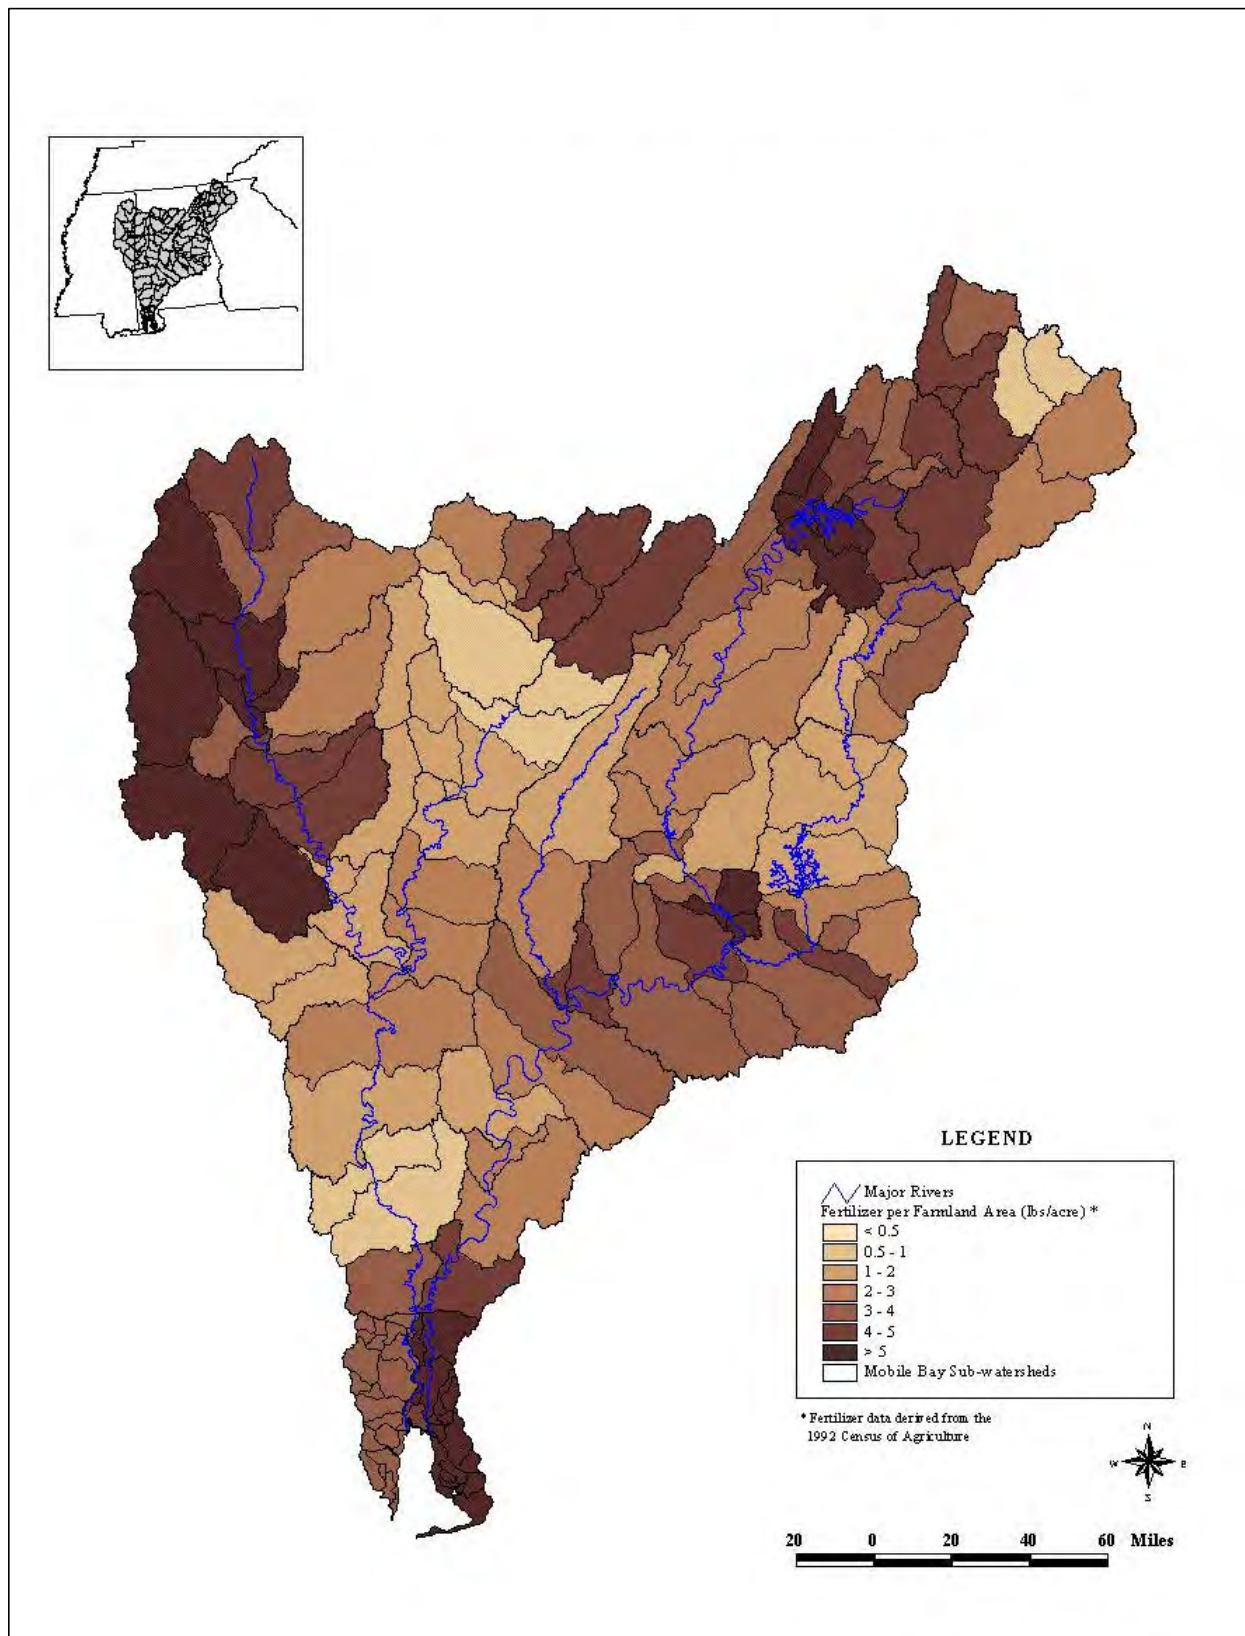 LEGEND
Major Rivers
Fertilizer per Farmland Area (lbs/acre) *
< 0.5
0.5 - 1
1 - 2
2 - 3
3 - 4
4 - 5
> 5
Mobile Bay Sub-watersheds
* Fertilizer data derived from the
1992 Census of Agriculture
N
W E
S
20 0 20 40 60 Miles